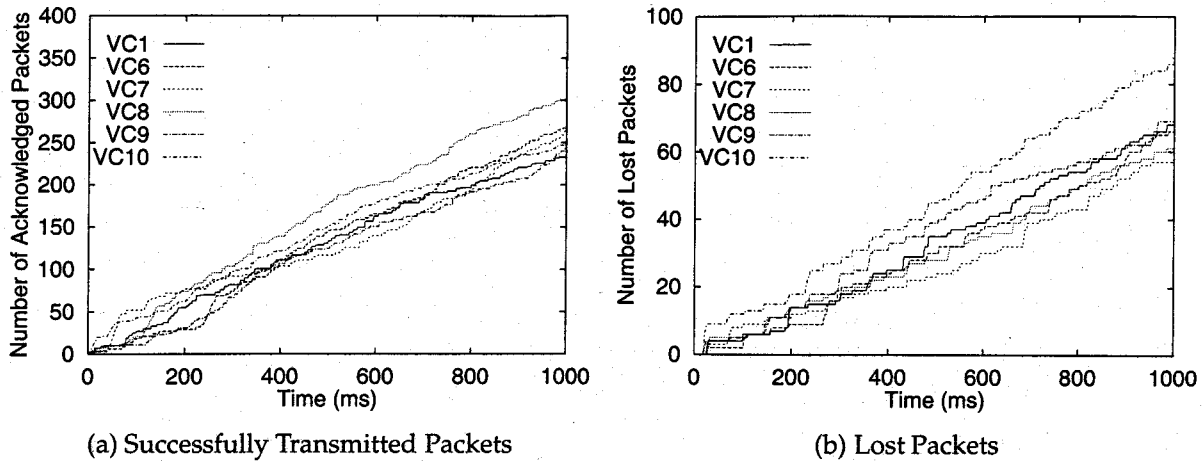 Number of Acknowledged Packets
400
350
300
250
200
150
100
50
0
VC1
VC6
VC7
VC8
VC9
VC10
0 200 400 600 800 1000
Time (ms)
(a) Successfully Transmitted Packets
Number of Lost Packets
100
80
60
40
20
0
VC1
VC6
VC7
VC8
VC9
VC10
0 200 400 600 800 1000
Time (ms)
(b) Lost Packets